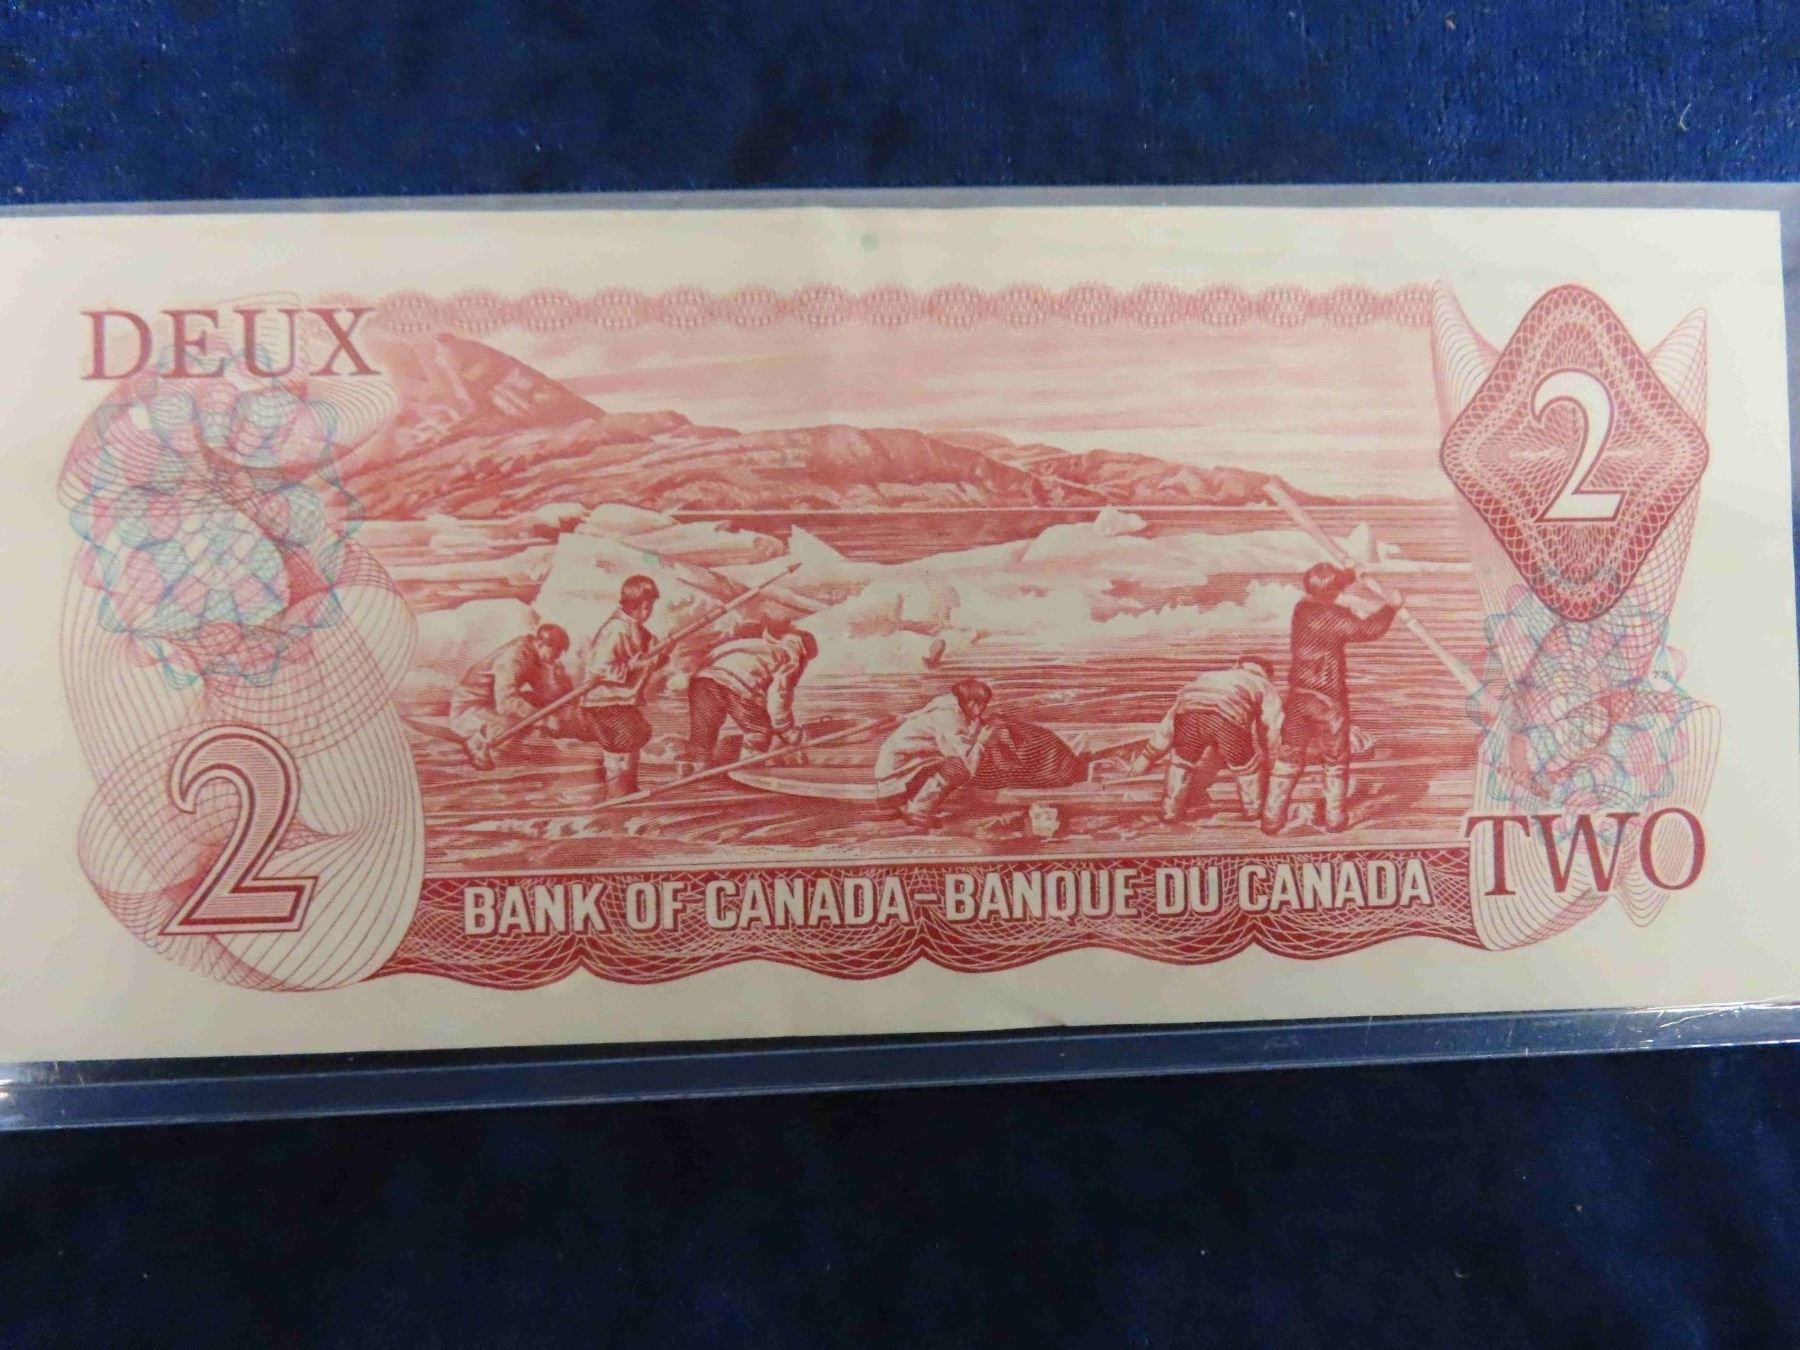 DEUX
2
2
BANK OF CANADA-BANQUE DU CANADA
TWO